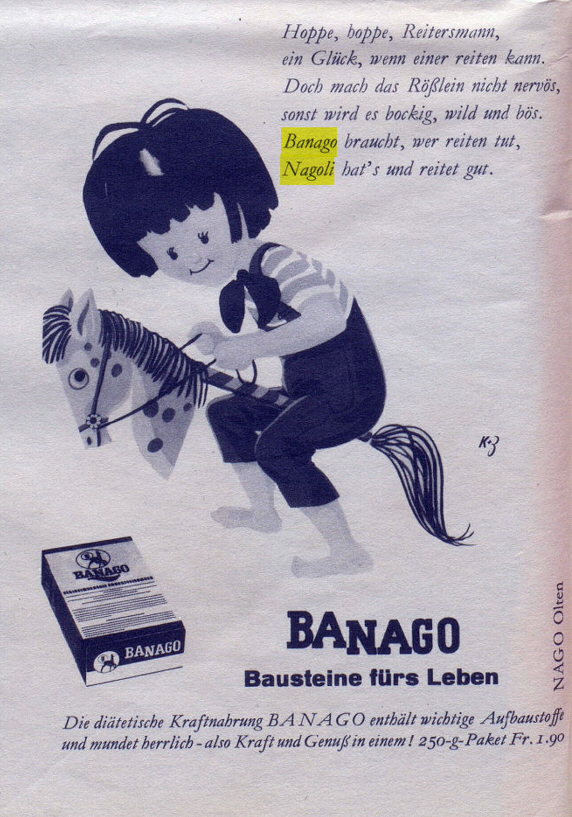 Hoppe, hoppe, Reitersmann,
ein Glück, wenn einer reiten kann.
Doch mach das Rößlein nicht nervös,
sonst wird es bockig, wild und bös.
Banago braucht, wer reiten tut,
Nagoli hat's und reitet gut.
BANAGO
BANAGO
BANAGO
Bausteine fürs Leben
NAGO Olten
Die diätetische Kraftnahrung BANAGO enthält wichtige Aufbaustoffe
und mundet herrlich - also Kraft und Genuß in einem! 250-g-Paket Fr. 1.90